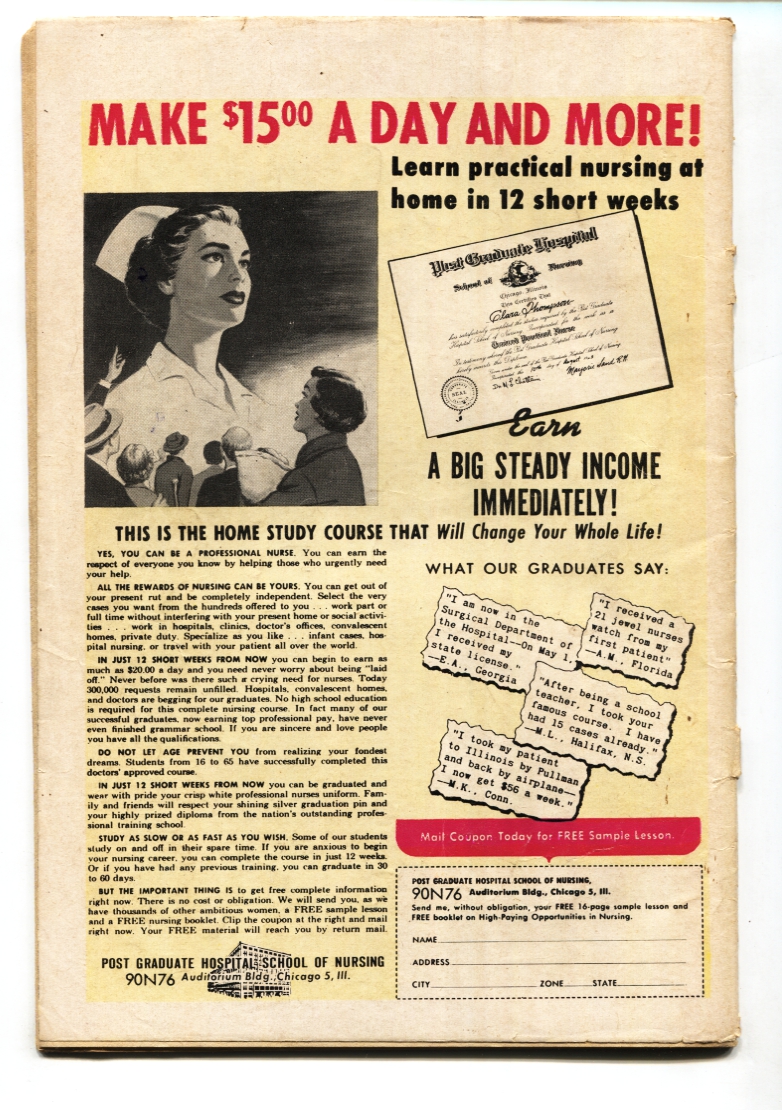 MAKE $15⁰⁰ A DAY AND MORE!
Learn practical nursing at
home in 12 short weeks
Post Graduate Hospital
School of Nursing
Chicago, Illinois
This Certifies That
Clara Thompson
has satisfactorily completed the studies required by the Post Graduate
Hospital School of Nursing
Trained Practical Nurse
SEAL
Earn
A BIG STEADY INCOME
IMMEDIATELY!
THIS IS THE HOME STUDY COURSE THAT Will Change Your Whole Life!
YES, YOU CAN BE A PROFESSIONAL NURSE. You can earn the
respect of everyone you know by helping those who urgently need
your help.
ALL THE REWARDS OF NURSING CAN BE YOURS. You can get out of
your present rut and be completely independent. Select the very
cases you want from the hundreds offered to you . . . work part or
full time without interfering with your present home or social activi-
ties . . . . work in hospitals, clinics, doctor's offices, convalescent
homes, private duty. Specialize as you like . . . infant cases, hos-
pital nursing, or travel with your patient all over the world.
IN JUST 12 SHORT WEEKS FROM NOW you can begin to earn as
much as $20.00 a day and you need never worry about being "laid
off." Never before was there such a crying need for nurses. Today
300,000 requests remain unfilled. Hospitals, convalescent homes,
and doctors are begging for our graduates. No high school education
is required for this complete nursing course. In fact many of our
successful graduates, now earning top professional pay, have never
even finished grammar school. If you are sincere and love people
you have all the qualifications.
DO NOT LET AGE PREVENT YOU from realizing your fondest
dreams. Students from 16 to 65 have successfully completed this
doctors' approved course.
IN JUST 12 SHORT WEEKS FROM NOW you can be graduated and
wear with pride your crisp white professional nurses uniform. Fam-
ily and friends will respect your shining silver graduation pin and
your highly prized diploma from the nation's outstanding profes-
sional training school.
STUDY AS SLOW OR AS FAST AS YOU WISH. Some of our students
study on and off in their spare time. If you are anxious to begin
your nursing career, you can complete the course in just 12 weeks.
Or if you have had any previous training, you can graduate in 30
to 60 days.
BUT THE IMPORTANT THING IS to get free complete information
right now. There is no cost or obligation. We will send you, as we
have thousands of other ambitious women, a FREE sample lesson
and a FREE nursing booklet. Clip the coupon at the right and mail
right now. Your FREE material will reach you by return mail.
POST GRADUATE HOSPITAL SCHOOL OF NURSING
90N76 Auditorium Bldg., Chicago 5, Ill.
WHAT OUR GRADUATES SAY:
"I am now in the
Surgical Department of
the Hospital—On May 1,
I received my
state license."
—E.A., Georgia
"I received a
21 jewel nurses
watch from my
first patient"
—A.M., Florida
"After being a school
teacher, I took your
famous course. I have
had 15 cases already."
—M.L., Halifax, N.S.
"I took my patient
to Illinois by Pullman
and back by airplane—
I now get $56 a week."
—M.K., Conn.
Mail Coupon Today for FREE Sample Lesson.
POST GRADUATE HOSPITAL SCHOOL OF NURSING,
90N76 Auditorium Bldg., Chicago 5, Ill.
Send me, without obligation, your FREE 16-page sample lesson and
FREE booklet on High-Paying Opportunities in Nursing.
NAME
ADDRESS
CITY ZONE STATE